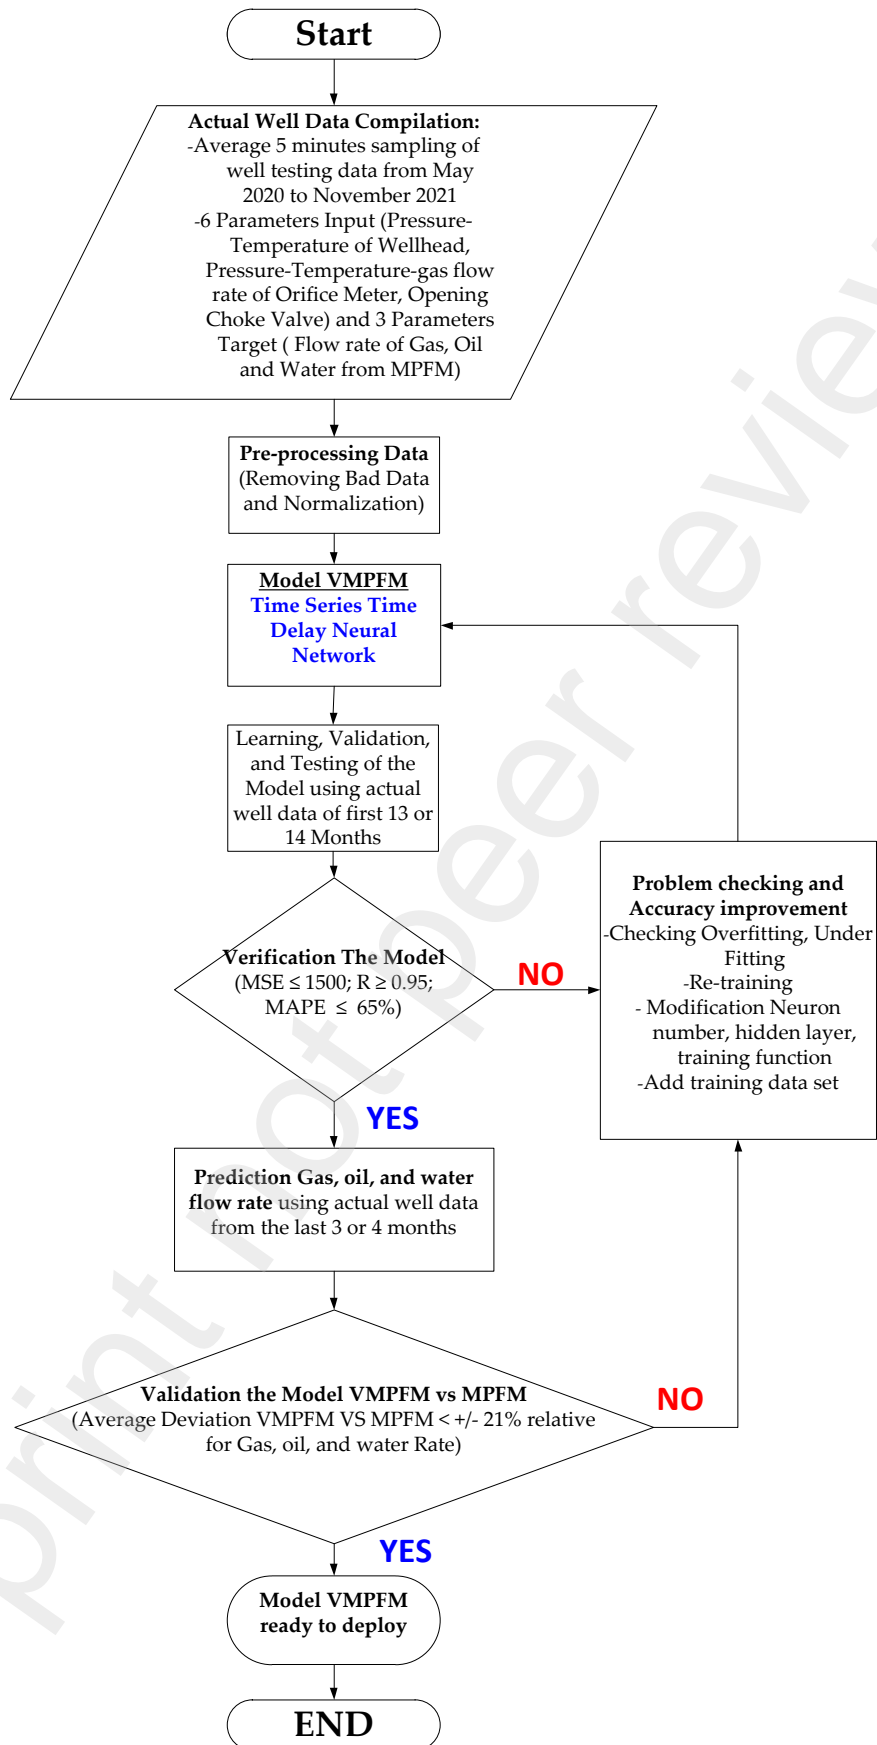 Start
Actual Well Data Compilation:
-Average 5 minutes sampling of
well testing data from May
2020 to November 2021
-6 Parameters Input (Pressure-
Temperature of Wellhead,
Pressure-Temperature-gas flow
rate of Orifice Meter, Opening
Choke Valve) and 3 Parameters
Target ( Flow rate of Gas, Oil
and Water from MPFM)
Pre-processing Data
(Removing Bad Data
and Normalization)
Model VMPFM
Time Series Time
Delay Neural
Network
Learning, Validation,
and Testing of the
Model using actual
well data of first 13 or
14 Months
Verification The Model
(MSE ≤ 1500; R ≥ 0.95;
MAPE ≤ 65%)
NO
Problem checking and
Accuracy improvement
-Checking Overfitting, Under
Fitting
-Re-training
- Modification Neuron
number, hidden layer,
training function
-Add training data set
YES
Prediction Gas, oil, and water
flow rate using actual well data
from the last 3 or 4 months
Validation the Model VMPFM vs MPFM
(Average Deviation VMPFM VS MPFM < +/- 21% relative
for Gas, oil, and water Rate)
NO
YES
Model VMPFM
ready to deploy
END
print not peer review